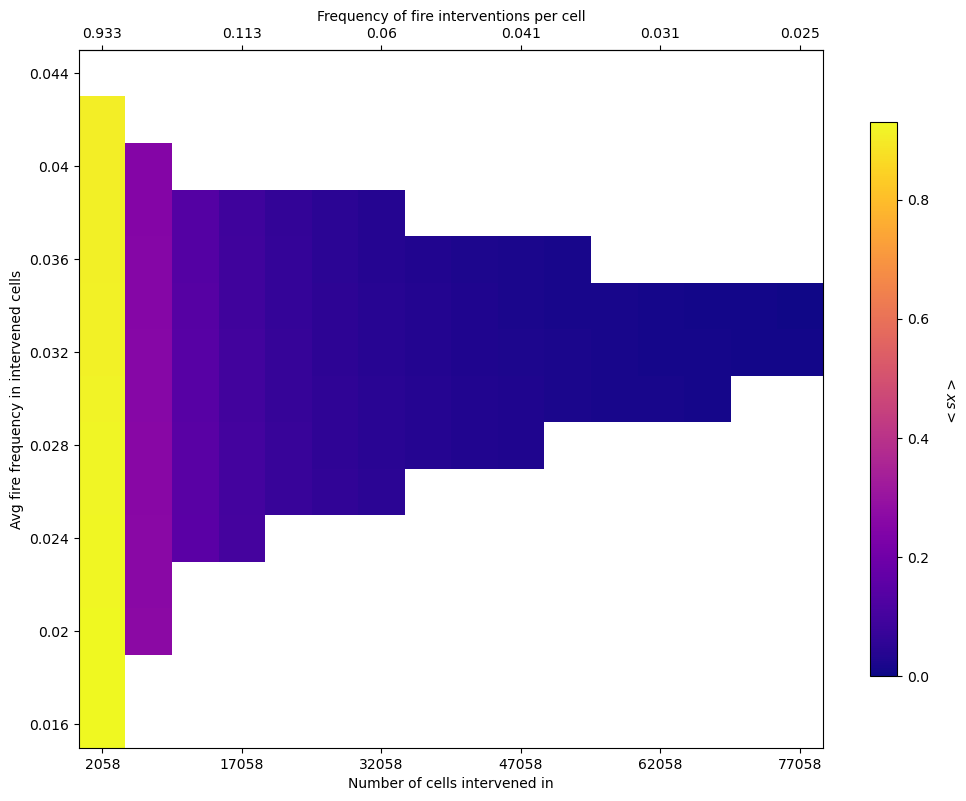 Frequency of fire interventions per cell
0.933 0.113 0.06 0.041 0.031 0.025
0.044
0.04
0.036
0.032
0.028
0.024
0.02
0.016
Avg fire frequency in intervened cells
2058 17058 32058 47058 62058 77058
Number of cells intervened in
0.8
0.6
0.4
0.2
0.0
< xs >